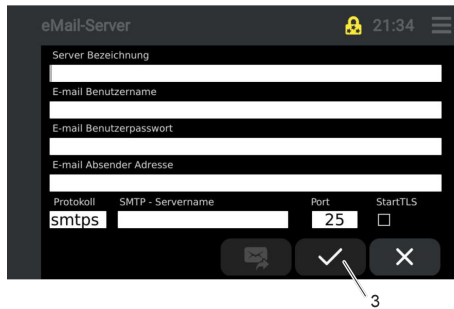 eMail-Server 21:34
Server Bezeichnung
E-mail Benutzername
E-mail Benutzerpasswort
E-mail Absender Adresse
Protokoll SMTP - Servername Port StartTLS
smtps 25
3